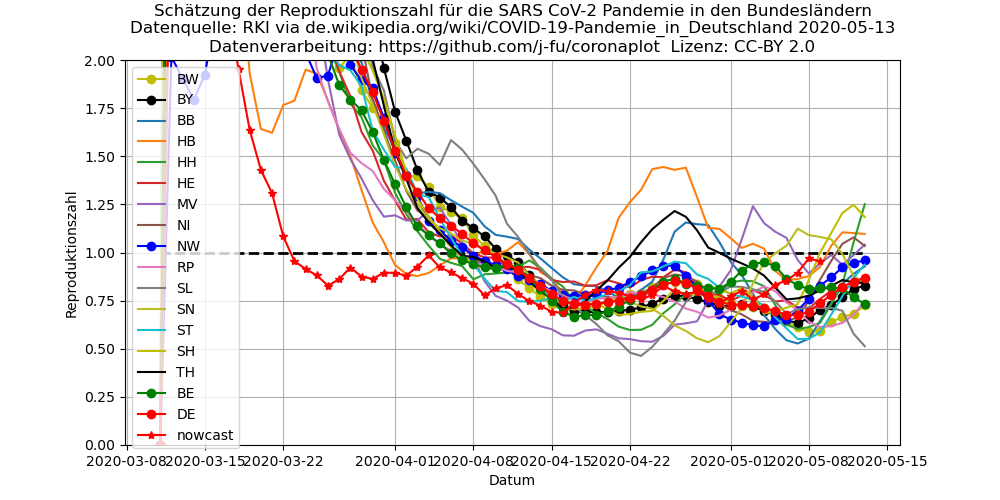 Schätzung der Reproduktionszahl für die SARS CoV-2 Pandemie in den Bundesländern
Datenquelle: RKI via de.wikipedia.org/wiki/COVID-19-Pandemie_in_Deutschland 2020-05-13
Datenverarbeitung: https://github.com/j-fu/coronaplot Lizenz: CC-BY 2.0
Reproduktionszahl
2.00
1.75
1.50
1.25
1.00
0.75
0.50
0.25
0.00
BW
BY
BB
HB
HH
HE
MV
NI
NW
RP
SL
SN
ST
SH
TH
BE
DE
nowcast
2020-03-08 2020-03-15 2020-03-22 2020-04-01 2020-04-08 2020-04-15 2020-04-22 2020-05-01 2020-05-08 2020-05-15
Datum